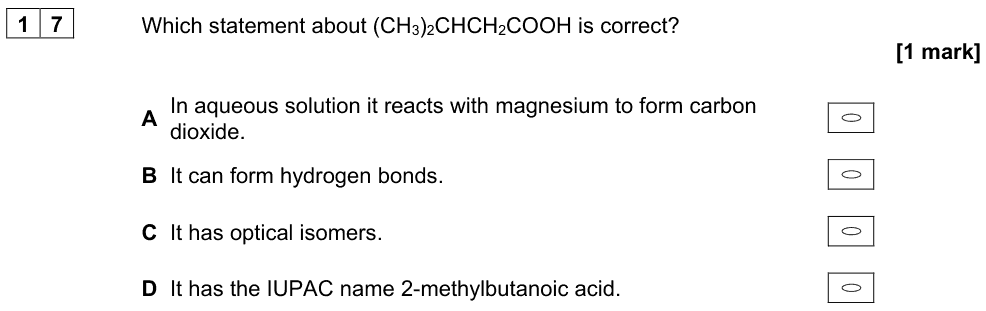 1 7 Which statement about (CH₃)₂CHCH₂COOH is correct?
[1 mark]
A In aqueous solution it reacts with magnesium to form carbon
dioxide.
B It can form hydrogen bonds.
C It has optical isomers.
D It has the IUPAC name 2-methylbutanoic acid.